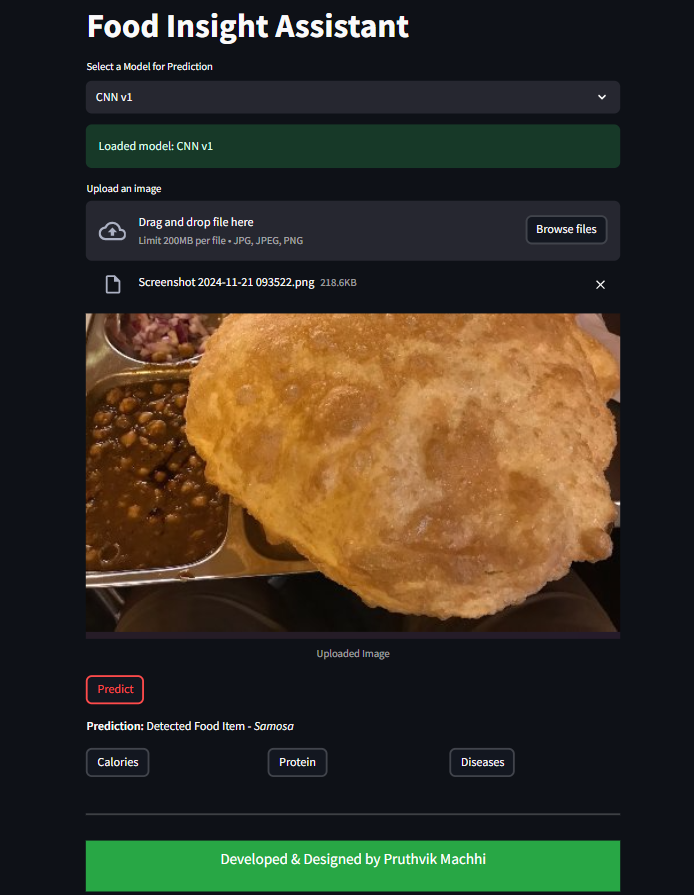 Food Insight Assistant
Select a Model for Prediction
CNN v1
Loaded model: CNN v1
Upload an image
Drag and drop file here
Limit 200MB per file • JPG, JPEG, PNG
Browse files
Screenshot 2024-11-21 093522.png 218.6KB
Uploaded Image
Predict
Prediction: Detected Food Item - Samosa
Calories
Protein
Diseases
Developed & Designed by Pruthvik Machhi